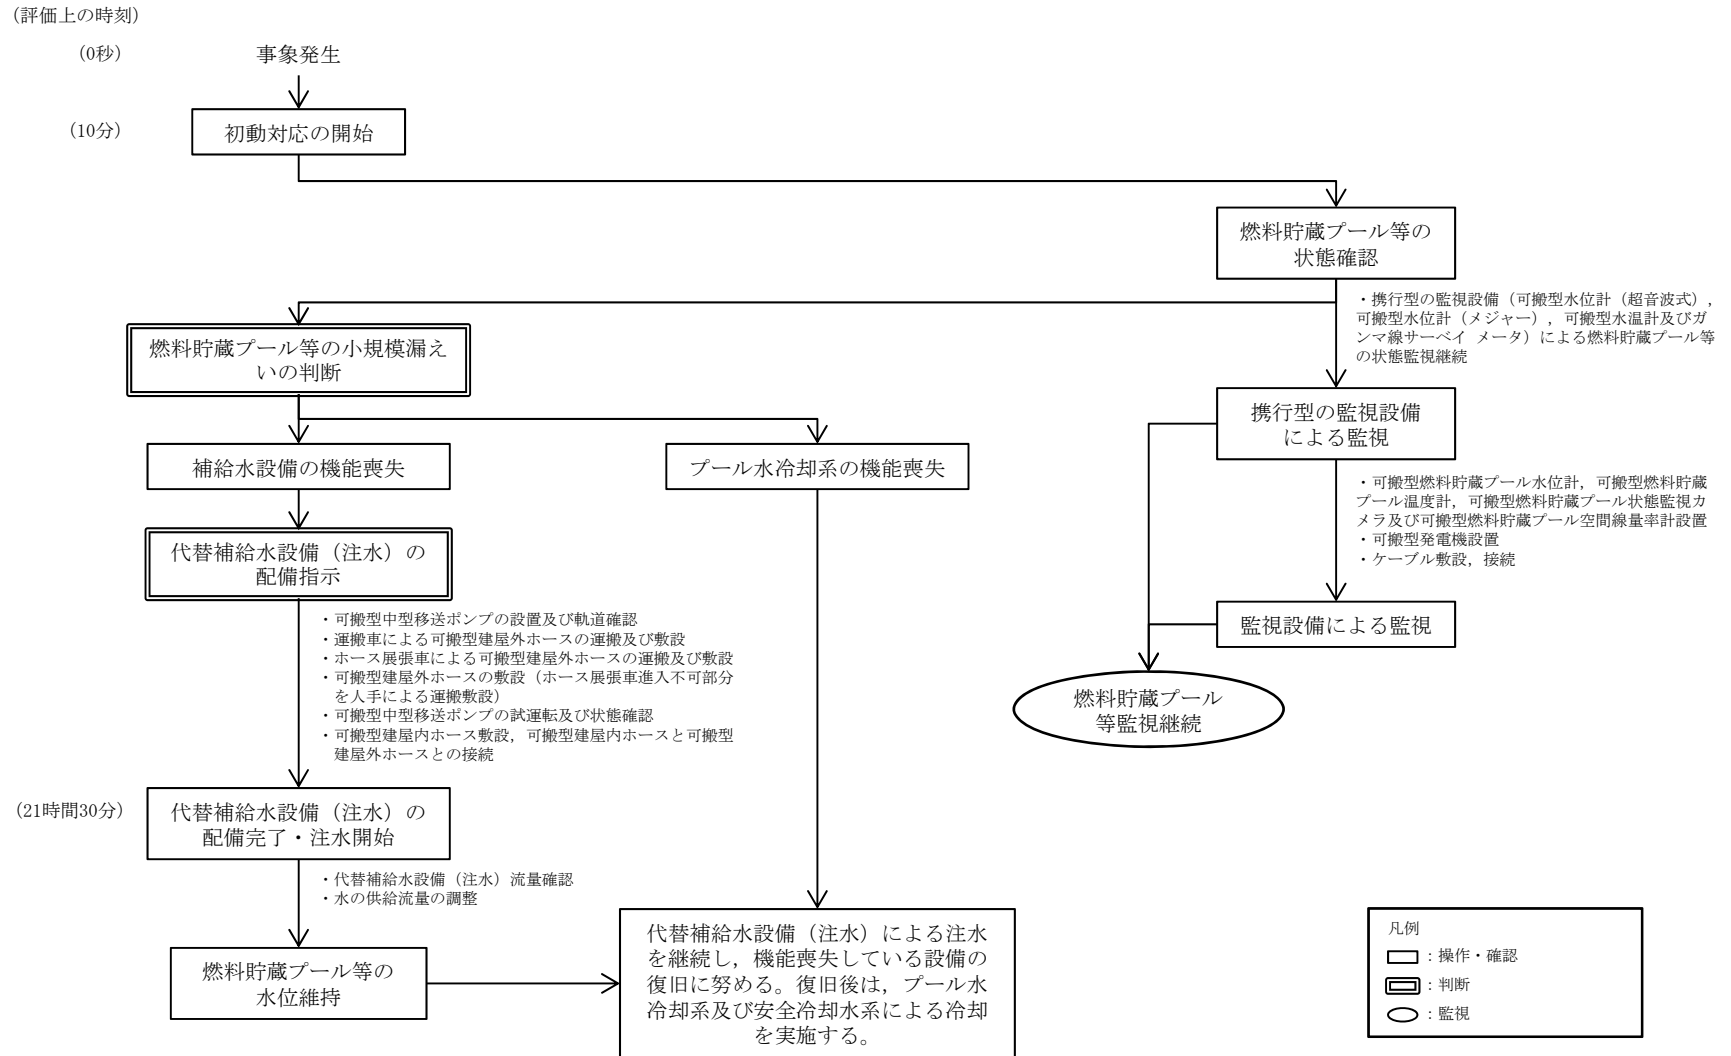 (評価上の時刻)
(0秒)
事象発生
(10分)
初動対応の開始
燃料貯蔵プール等の
状態確認
・携行型の監視設備（可搬型水位計（超音波式），
可搬型水位計（メジャー），可搬型水温計及びガ
ンマ線サーベイ メータ）による燃料貯蔵プール等
の状態監視継続
燃料貯蔵プール等の小規模漏え
いの判断
携行型の監視設備
による監視
補給水設備の機能喪失
プール水冷却系の機能喪失
・可搬型燃料貯蔵プール水位計，可搬型燃料貯蔵
プール温度計，可搬型燃料貯蔵プール状態監視カ
メラ及び可搬型燃料貯蔵プール空間線量率計設置
・可搬型発電機設置
・ケーブル敷設，接続
代替補給水設備（注水）の
配備指示
・可搬型中型移送ポンプの設置及び軌道確認
・運搬車による可搬型建屋外ホースの運搬及び敷設
・ホース展張車による可搬型建屋外ホースの運搬及び敷設
・可搬型建屋外ホースの敷設（ホース展張車進入不可部分
を人手による運搬敷設）
・可搬型中型移送ポンプの試運転及び状態確認
・可搬型建屋内ホース敷設，可搬型建屋内ホースと可搬型
建屋外ホースとの接続
監視設備による監視
燃料貯蔵プール
等監視継続
(21時間30分)
代替補給水設備（注水）の
配備完了・注水開始
・代替補給水設備（注水）流量確認
・水の供給流量の調整
燃料貯蔵プール等の
水位維持
代替補給水設備（注水）による注水
を継続し，機能喪失している設備の
復旧に努める。復旧後は，プール水
冷却系及び安全冷却水系による冷却
を実施する。
凡例
：操作・確認
：判断
：監視